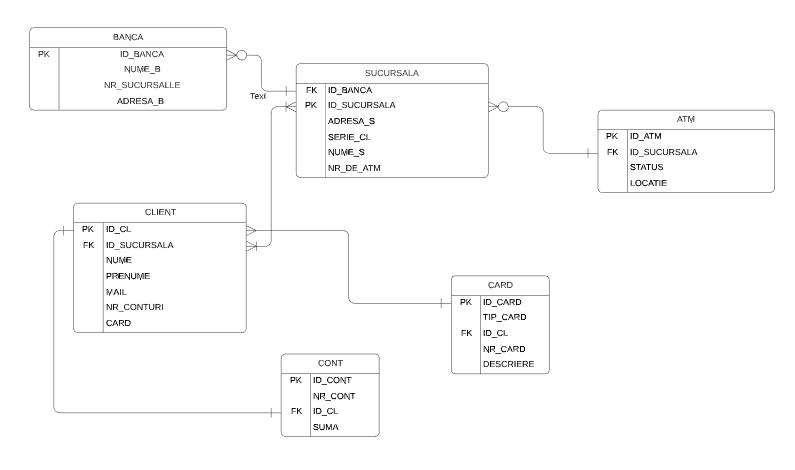 BANCA
PK ID_BANCA
NUME_B
NR_SUCURSALLE
ADRESA_B
Text
SUCURSALA
FK ID_BANCA
PK ID_SUCURSALA
ADRESA_S
SERIE_CL
NUME_S
NR_DE_ATM
ATM
PK ID_ATM
FK ID_SUCURSALA
STATUS
LOCATIE
CLIENT
PK ID_CL
FK ID_SUCURSALA
NUME
PRENUME
MAIL
NR_CONTURI
CARD
CARD
PK ID_CARD
TIP_CARD
FK ID_CL
NR_CARD
DESCRIERE
CONT
PK ID_CONT
NR_CONT
FK ID_CL
SUMA